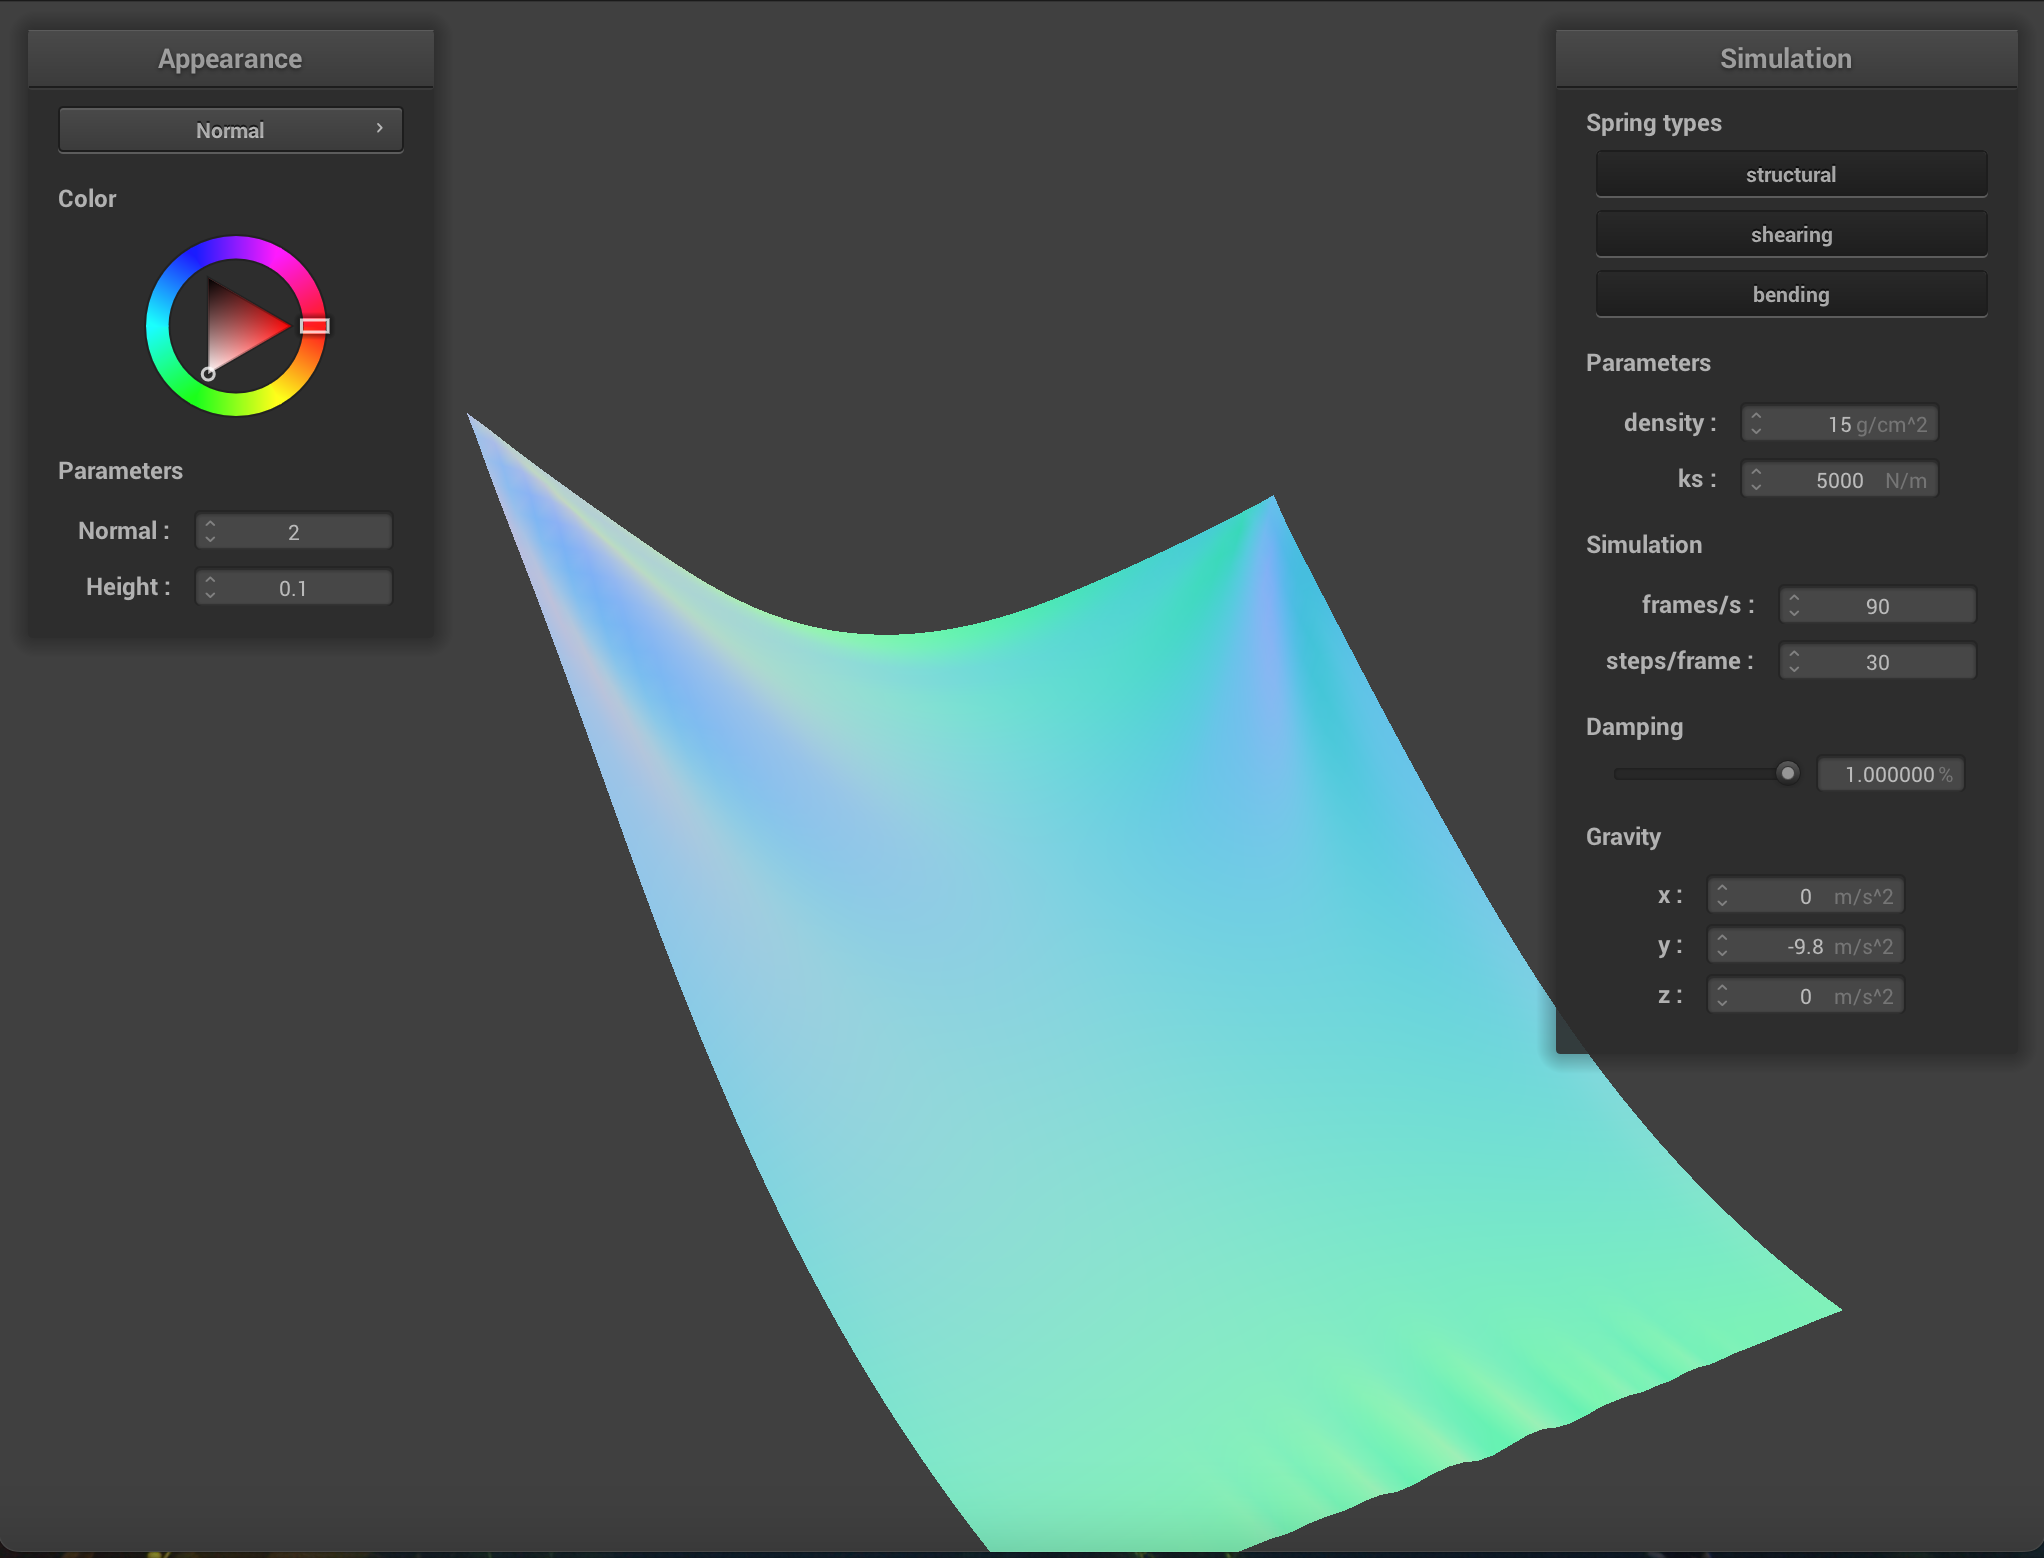 Appearance
Normal
Color
Parameters
Normal : 2
Height : 0.1
Simulation
Spring types
structural
shearing
bending
Parameters
density : 15 g/cm^2
ks : 5000 N/m
Simulation
frames/s : 90
steps/frame : 30
Damping
1.000000 %
Gravity
x : 0 m/s^2
y : -9.8 m/s^2
z : 0 m/s^2